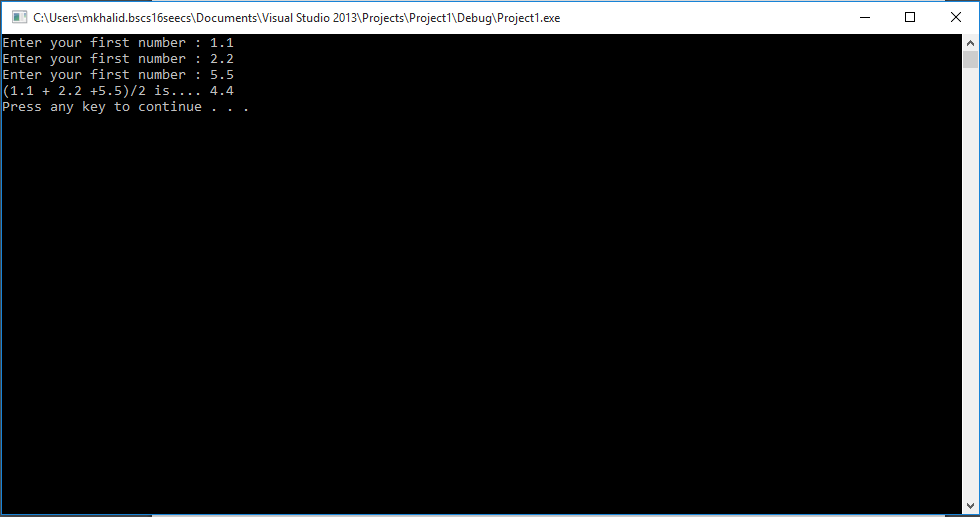 C:\Users\mkhalid.bscs16seecs\Documents\Visual Studio 2013\Projects\Project1\Debug\Project1.exe
Enter your first number : 1.1
Enter your first number : 2.2
Enter your first number : 5.5
(1.1 + 2.2 +5.5)/2 is.... 4.4
Press any key to continue . . .